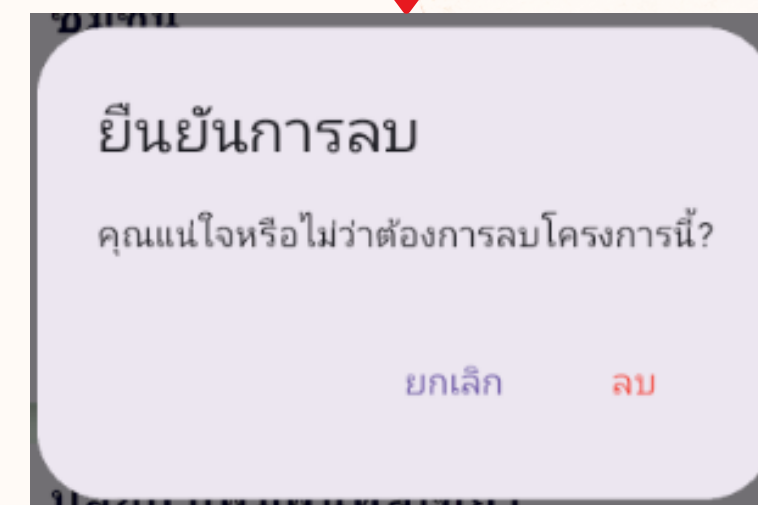 ยืนยันการลบ
คุณแน่ใจหรือไม่ว่าต้องการลบโครงการนี้?
ยกเลิก
ลบ